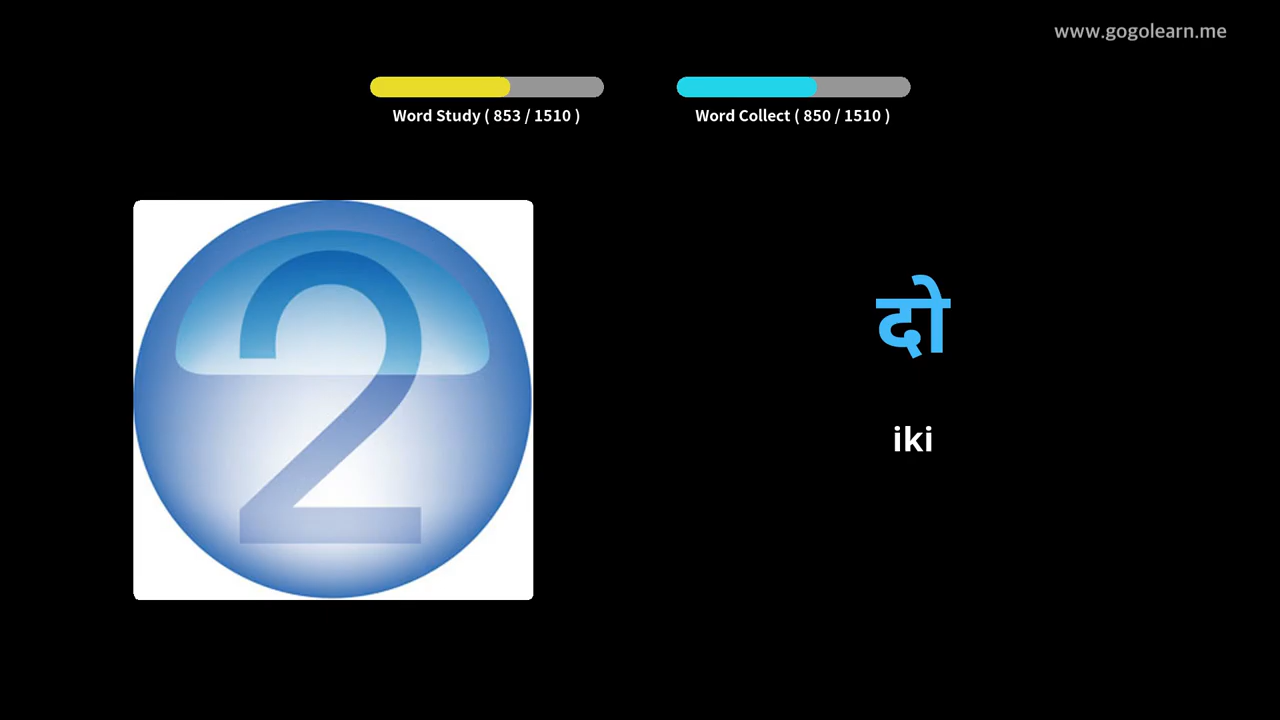 www.gogolearn.me
Word Study ( 853 / 1510 )
Word Collect ( 850 / 1510 )
2
दो
iki